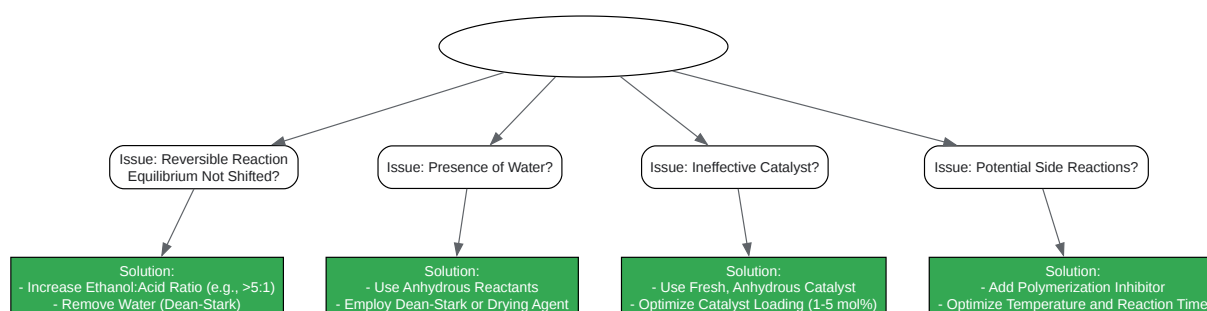 Issue: Reversible Reaction
Equilibrium Not Shifted?
Issue: Presence of Water?
Issue: Ineffective Catalyst?
Issue: Potential Side Reactions?
Solution:
- Increase Ethanol:Acid Ratio (e.g., >5:1)
- Remove Water (Dean-Stark)
Solution:
- Use Anhydrous Reactants
- Employ Dean-Stark or Drying Agent
Solution:
- Use Fresh, Anhydrous Catalyst
- Optimize Catalyst Loading (1-5 mol%)
Solution:
- Add Polymerization Inhibitor
- Optimize Temperature and Reaction Time